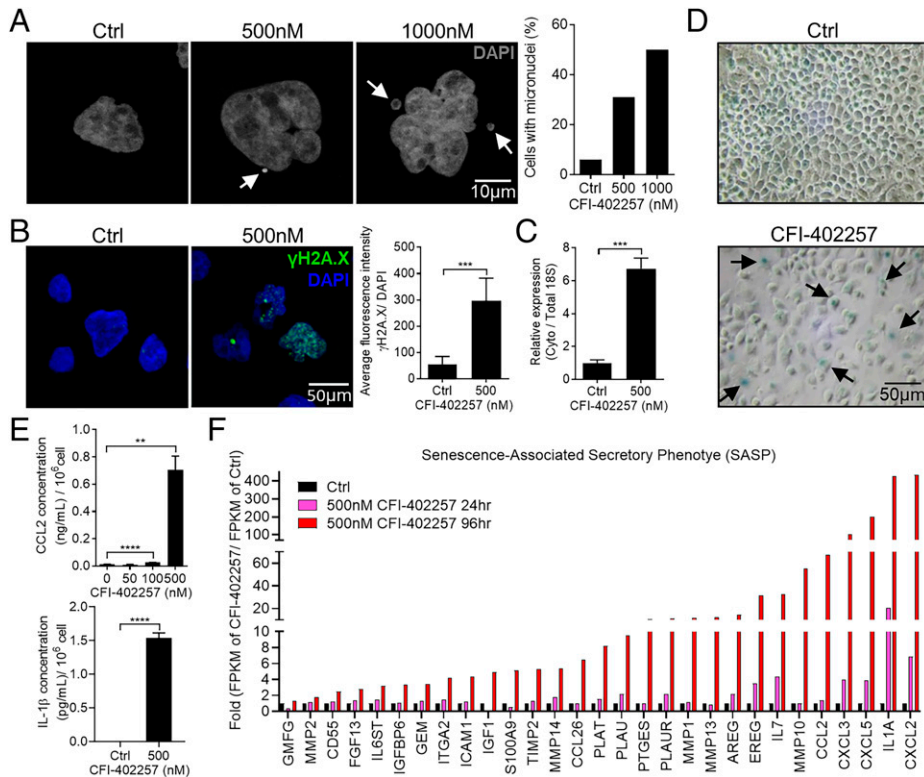 A
Ctrl
500nM
1000nM
DAPI
10μm
Cells with micronuclei (%)
60
40
20
0
Ctrl 500 1000
CFI-402257 (nM)
B
Ctrl
500nM
γH2A.X
DAPI
50μm
Average fluorescence intensity
γH2A.X/ DAPI
500
400
300
200
100
0
***
Ctrl 500
CFI-402257 (nM)
C
Relative expression
(Cyto / Total 18S)
8
6
4
2
0
***
Ctrl 500
CFI-402257 (nM)
D
Ctrl
CFI-402257
50μm
E
CCL2 concentration
(ng/mL) / 10⁶cell
1.0
0.8
0.6
0.4
0.2
0.0
**
****
0 50 100 500
CFI-402257 (nM)
IL-1β concentration
(pg/mL)/ 10⁶ cell
2.0
1.5
1.0
0.5
0.0
****
Ctrl 500
CFI-402257 (nM)
F
Senescence-Associated Secretory Phenotye (SASP)
Ctrl
500nM CFI-402257 24hr
500nM CFI-402257 96hr
Fold (FPKM of CFI-402257/ FPKM of Ctrl)
400
300
200
100
60
40
20
10
8
6
4
2
0
GMFG
MMP2
CD55
FGF13
IL6ST
IGFBP6
GEM
ITGA2
ICAM1
IGF1
S100A9
TIMP2
MMP14
CCL26
PLAT
PLAU
PTGES
PLAUR
MMP1
MMP13
AREG
EREG
IL7
MMP10
CCL2
CXCL3
CXCL5
IL1A
CXCL2